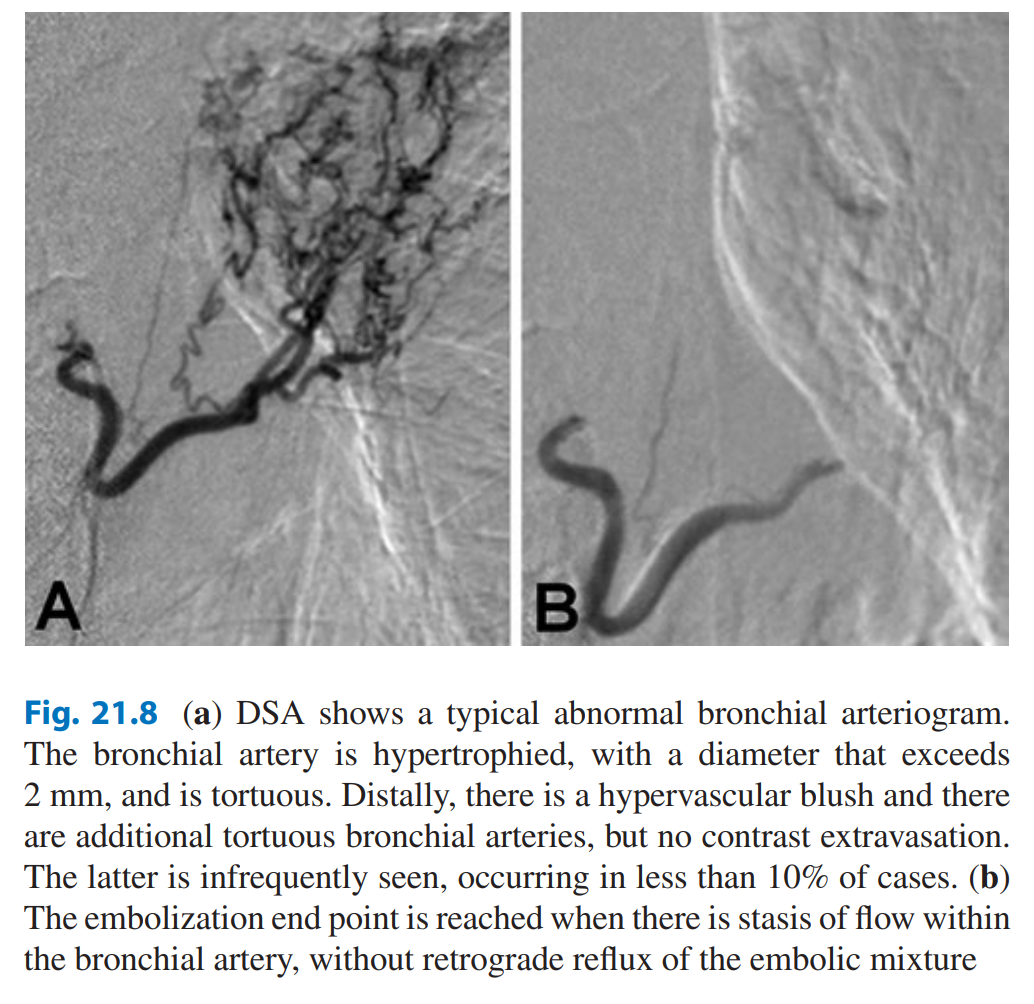 A
B
Fig. 21.8 (a) DSA shows a typical abnormal bronchial arteriogram.
The bronchial artery is hypertrophied, with a diameter that exceeds
2 mm, and is tortuous. Distally, there is a hypervascular blush and there
are additional tortuous bronchial arteries, but no contrast extravasation.
The latter is infrequently seen, occurring in less than 10% of cases. (b)
The embolization end point is reached when there is stasis of flow within
the bronchial artery, without retrograde reflux of the embolic mixture